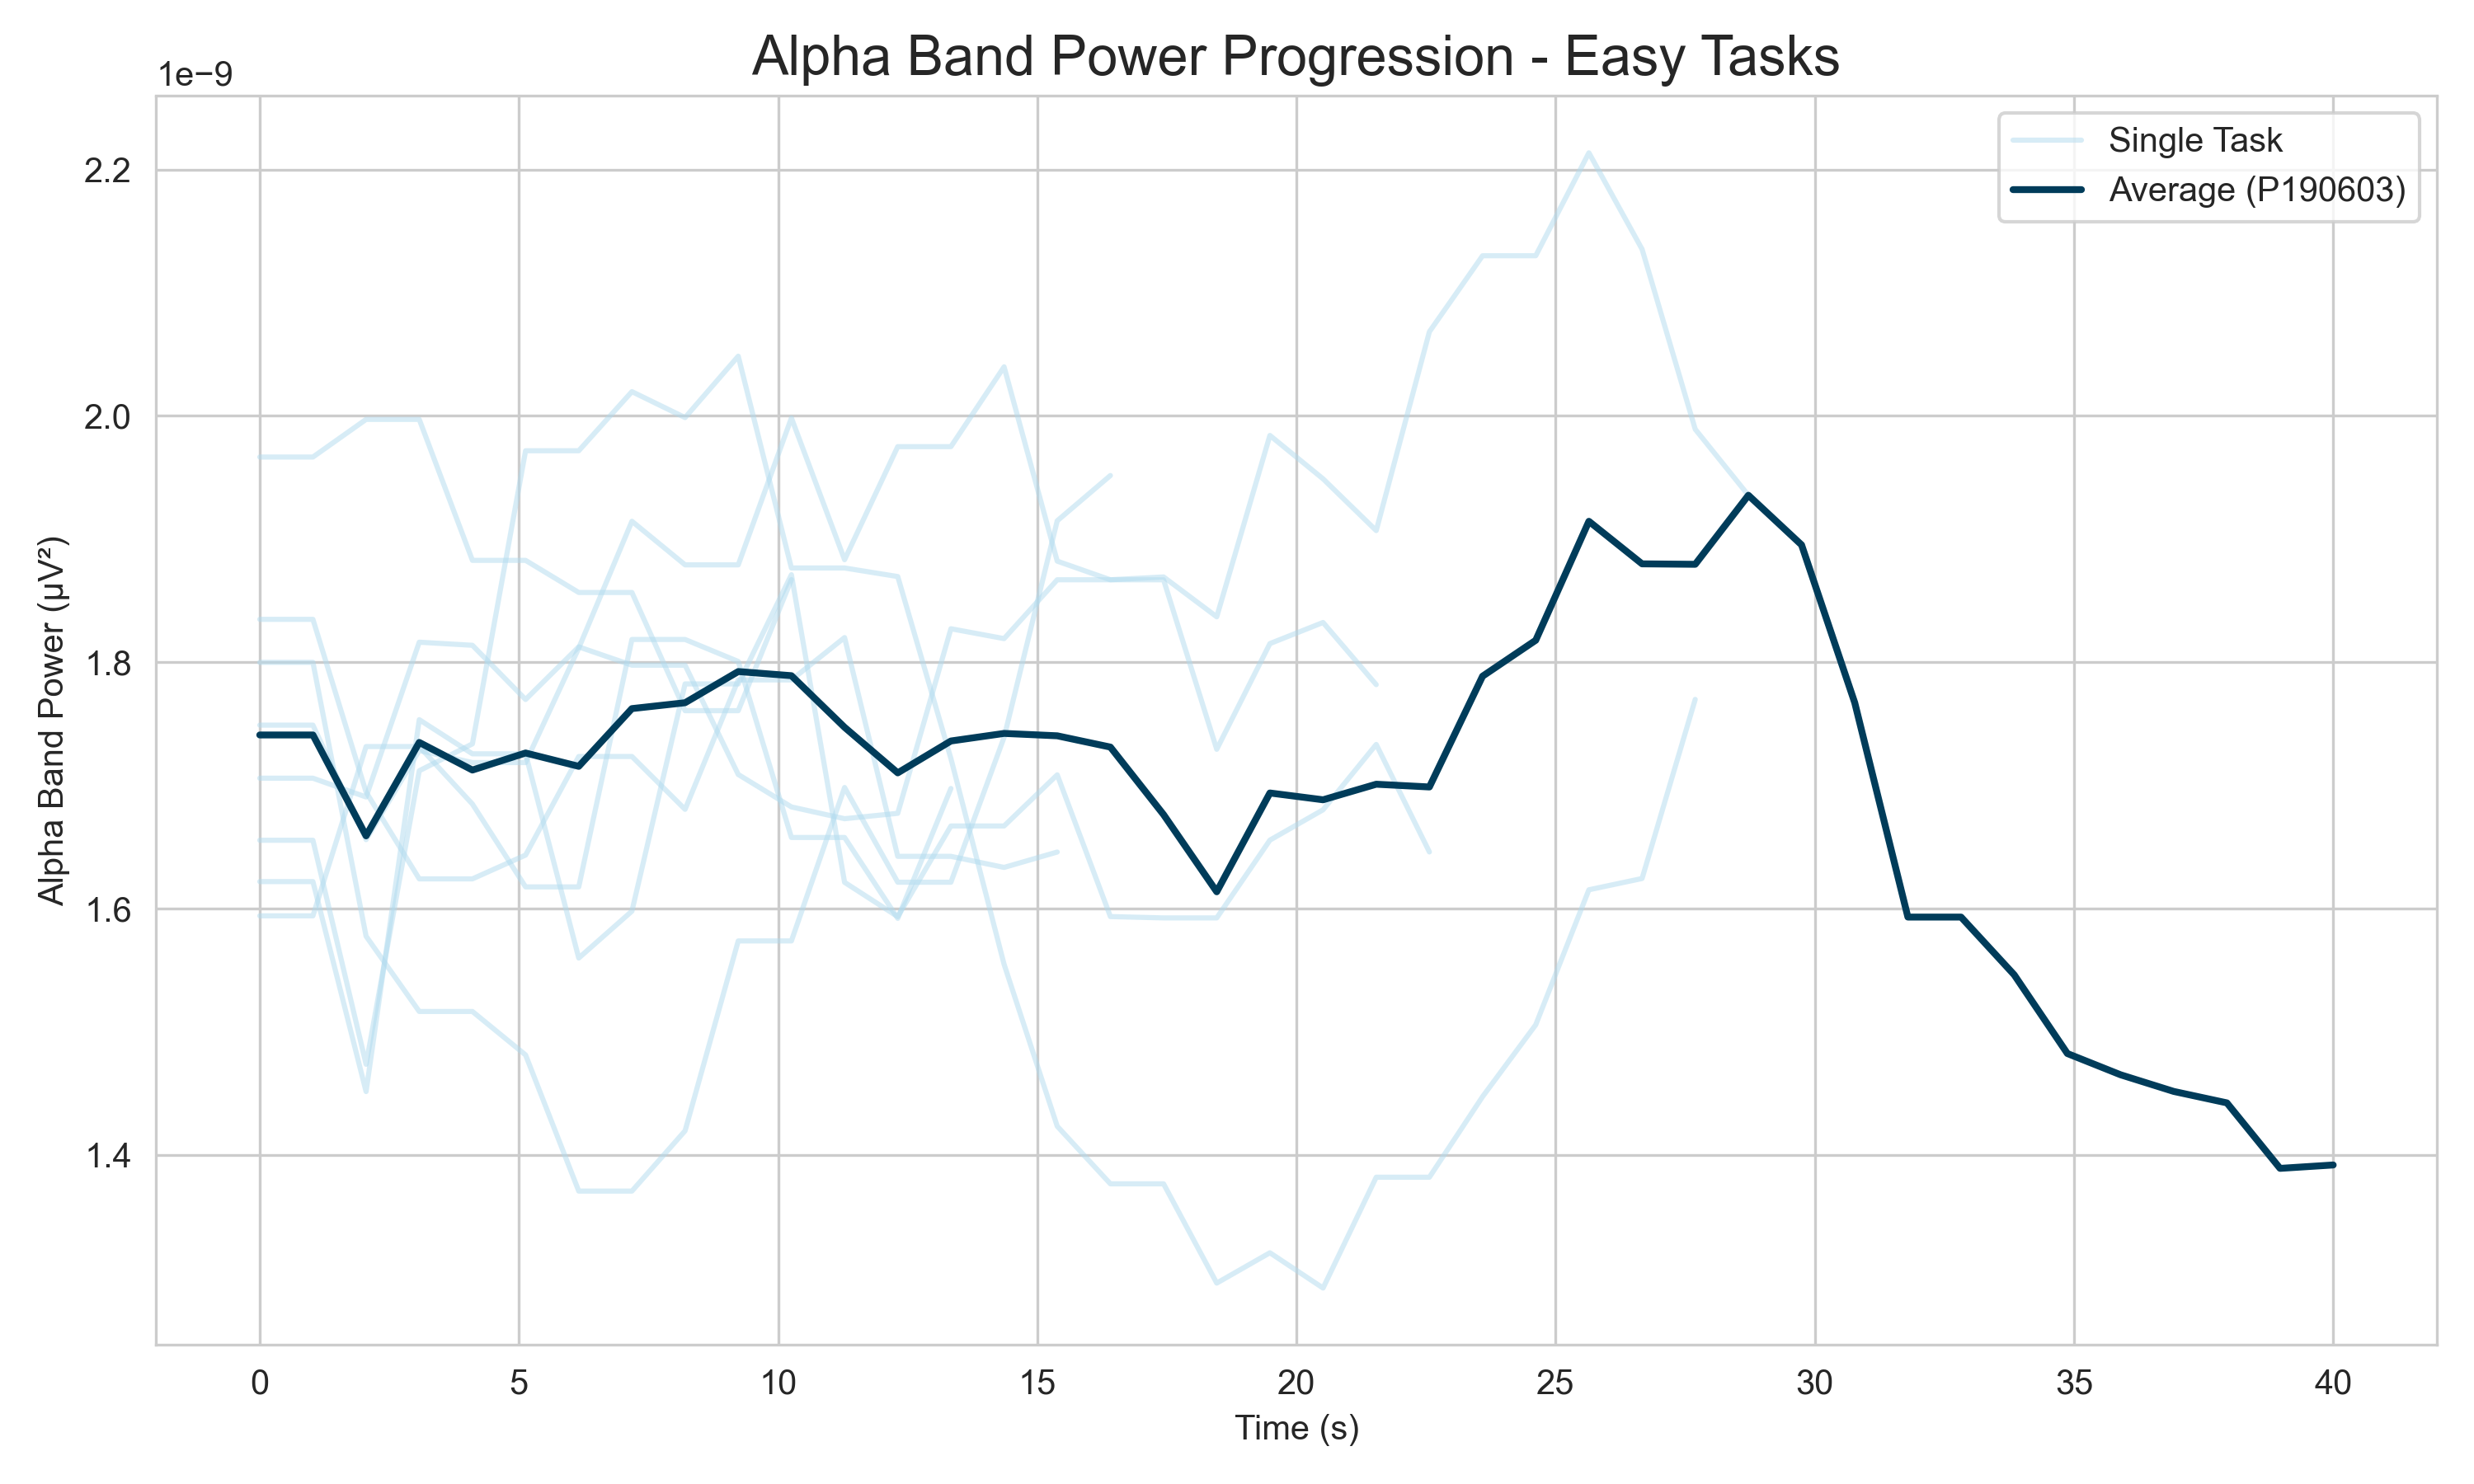 Alpha Band Power Progression - Easy Tasks
1e−9
Single Task
Average (P190603)
2.2
2.0
1.8
1.6
1.4
Alpha Band Power (µV²)
0 5 10 15 20 25 30 35 40
Time (s)